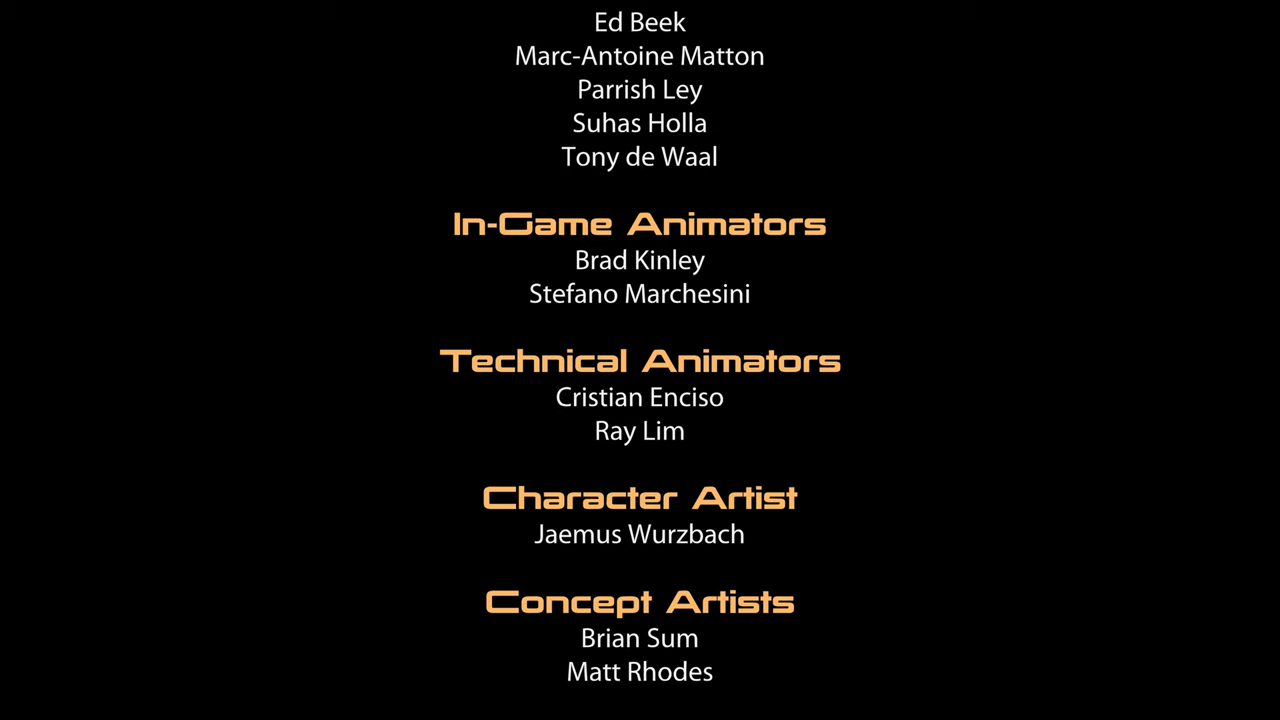 Ed Beek
Marc-Antoine Matton
Parrish Ley
Suhas Holla
Tony de Waal
In-Game Animators
Brad Kinley
Stefano Marchesini
Technical Animators
Cristian Enciso
Ray Lim
Character Artist
Jaemus Wurzbach
Concept Artists
Brian Sum
Matt Rhodes